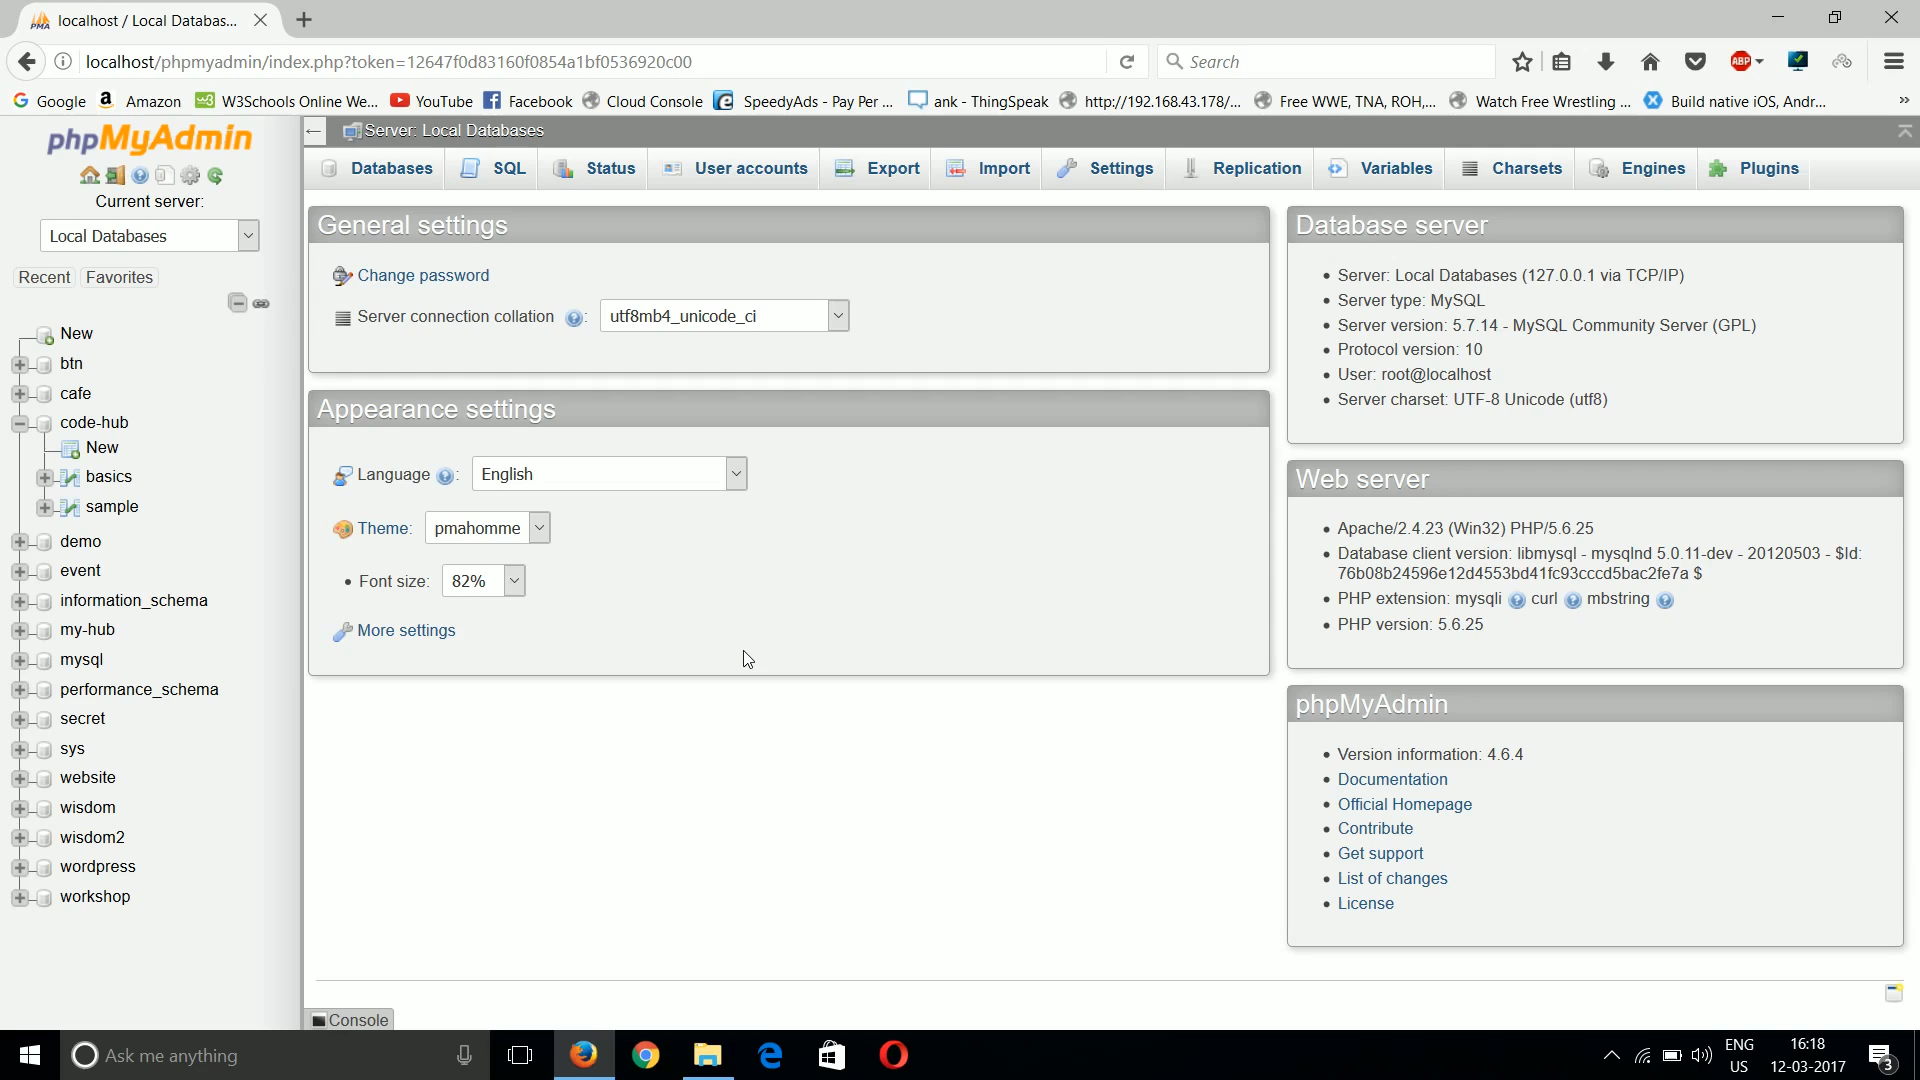 localhost / Local Databas...
localhost/phpmyadmin/index.php?token=12647f0d83160f0854a1bf0536920c00
Search
ABP
Google
Amazon
W3Schools Online We...
YouTube
Facebook
Cloud Console
SpeedyAds - Pay Per ...
ank - ThingSpeak
http://192.168.43.178/...
Free WWE, TNA, ROH,...
Watch Free Wrestling ...
Build native iOS, Andr...
phpMyAdmin
Current server:
Local Databases
Recent
Favorites
New
btn
cafe
code-hub
New
basics
sample
demo
event
information_schema
my-hub
mysql
performance_schema
secret
sys
website
wisdom
wisdom2
wordpress
workshop
Server: Local Databases
Databases
SQL
Status
User accounts
Export
Import
Settings
Replication
Variables
Charsets
Engines
Plugins
General settings
Change password
Server connection collation : utf8mb4_unicode_ci
Appearance settings
Language : English
Theme: pmahomme
Font size: 82%
More settings
Database server
Server: Local Databases (127.0.0.1 via TCP/IP)
Server type: MySQL
Server version: 5.7.14 - MySQL Community Server (GPL)
Protocol version: 10
User: root@localhost
Server charset: UTF-8 Unicode (utf8)
Web server
Apache/2.4.23 (Win32) PHP/5.6.25
Database client version: libmysql - mysqlnd 5.0.11-dev - 20120503 - $Id:
76b08b24596e12d4553bd41fc93cccd5bac2fe7a $
PHP extension: mysqli curl mbstring
PHP version: 5.6.25
phpMyAdmin
Version information: 4.6.4
Documentation
Official Homepage
Contribute
Get support
List of changes
License
Console
Ask me anything
ENG
US
16:18
12-03-2017
3